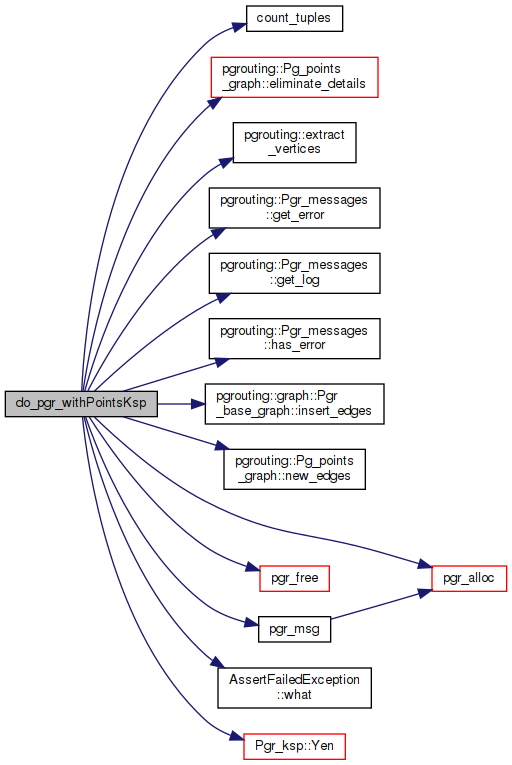 count_tuples
pgrouting::Pg_points
_graph::eliminate_details
pgrouting::extract
_vertices
pgrouting::Pgr_messages
::get_error
pgrouting::Pgr_messages
::get_log
pgrouting::Pgr_messages
::has_error
do_pgr_withPointsKsp
pgrouting::graph::Pgr
_base_graph::insert_edges
pgrouting::Pg_points
_graph::new_edges
pgr_free
pgr_alloc
pgr_msg
AssertFailedException
::what
Pgr_ksp::Yen